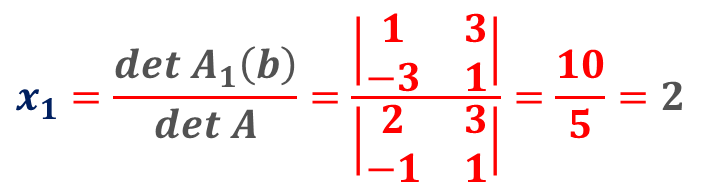 x₁ = det A₁(b) / det A = |1 3; −3 1| / |2 3; −1 1| = 10/5 = 2